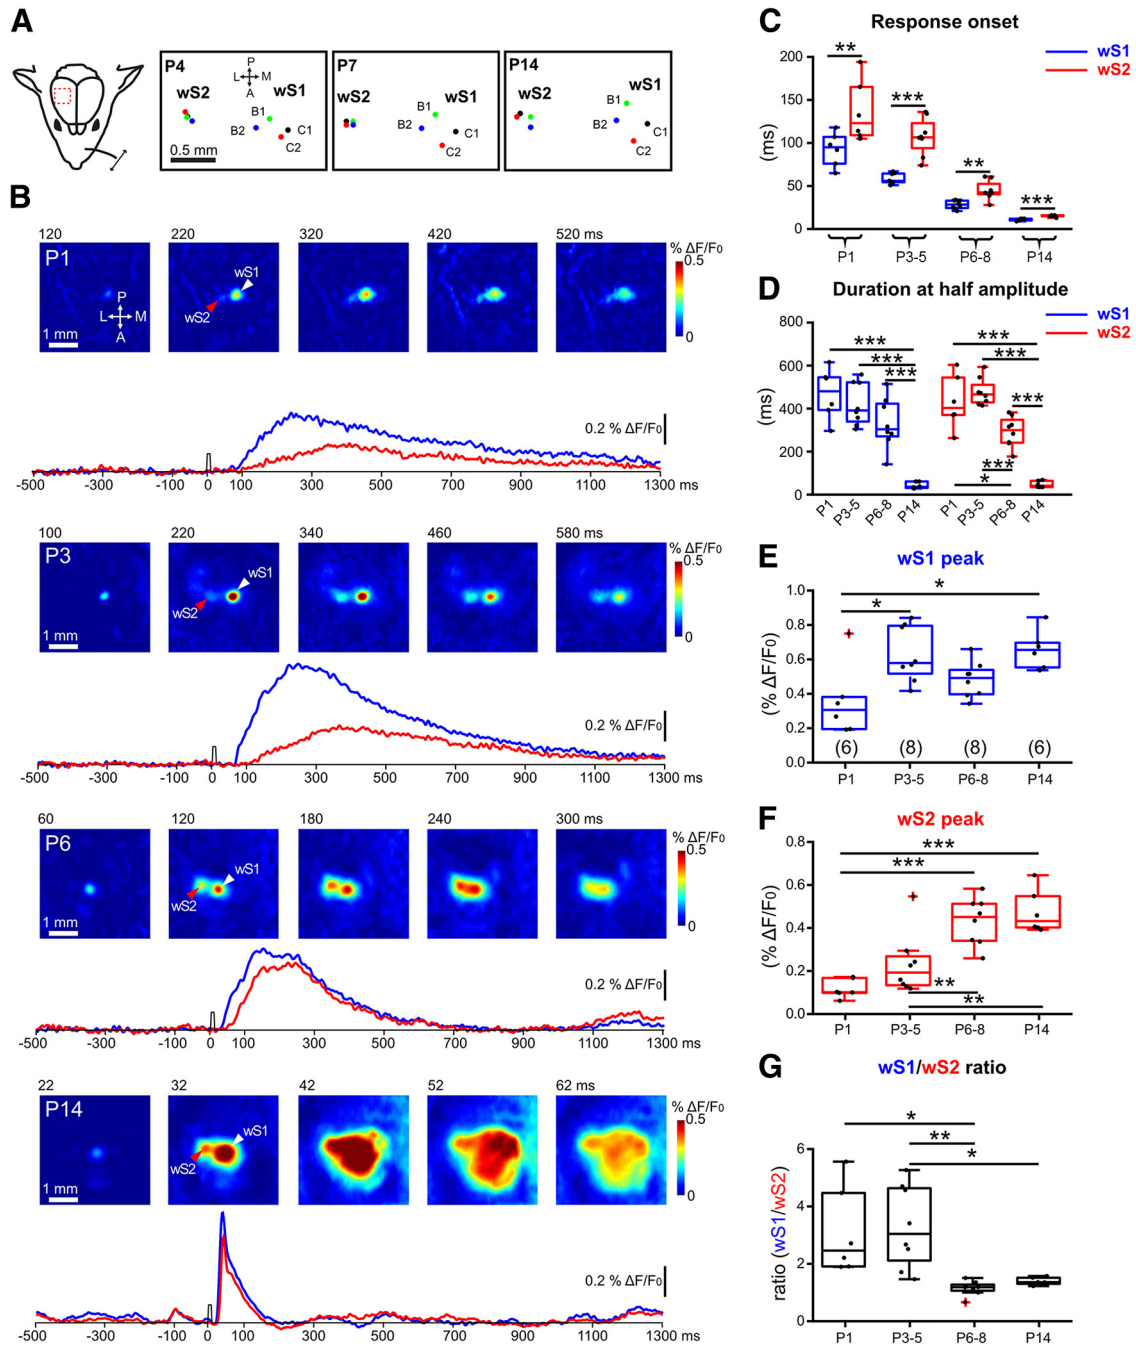 A
P4
P
L M
A
wS2
wS1
B1
B2
C1
C2
0.5 mm
P7
wS2
wS1
B1
B2
C1
C2
P14
wS2
wS1
B1
B2
C1
C2
B
120 220 320 420 520 ms
P1
P
L M
A
1 mm
wS1
wS2
% ΔF/F0
0.5
0
0.2 % ΔF/F0
-500 -300 -100 0 100 300 500 700 900 1100 1300 ms
100 220 340 460 580 ms
P3
1 mm
wS1
wS2
% ΔF/F0
0.5
0
0.2 % ΔF/F0
-500 -300 -100 0 100 300 500 700 900 1100 1300 ms
60 120 180 240 300 ms
P6
1 mm
wS1
wS2
% ΔF/F0
0.5
0
0.2 % ΔF/F0
-500 -300 -100 0 100 300 500 700 900 1100 1300 ms
22 32 42 52 62 ms
P14
1 mm
wS1
wS2
% ΔF/F0
0.5
0
0.2 % ΔF/F0
-500 -300 -100 0 100 300 500 700 900 1100 1300 ms
C
Response onset
wS1
wS2
(ms)
200
150
100
50
0
** *** ** ***
P1 P3-5 P6-8 P14
D
Duration at half amplitude
wS1
wS2
(ms)
800
600
400
200
0
*** ***
*** ***
*** ***
***
*
P1 P3-5 P6-8 P14 P1 P3-5 P6-8 P14
E
wS1 peak
(% ΔF/F0)
1.0
0.8
0.6
0.4
0.2
0.0
*
*
(6) (8) (8) (6)
P1 P3-5 P6-8 P14
F
wS2 peak
(% ΔF/F0)
0.8
0.6
0.4
0.2
0.0
***
***
**
**
P1 P3-5 P6-8 P14
G
wS1/wS2 ratio
ratio (wS1/wS2)
6
4
2
0
*
**
*
P1 P3-5 P6-8 P14